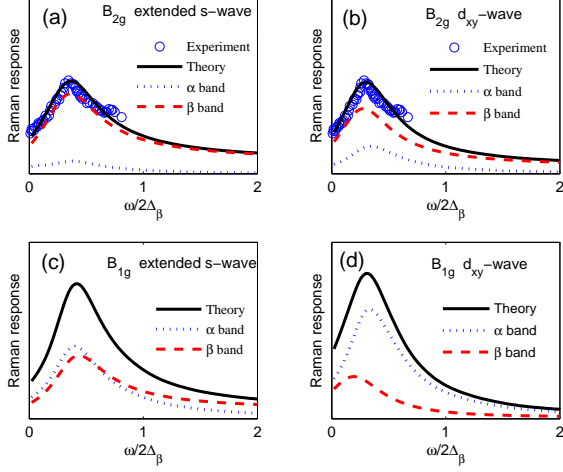 (a) B2g extended s-wave
Experiment
Theory
α band
β band
Raman response
0 1 2
ω/2Δβ
(b) B2g dxy-wave
Experiment
Theory
α band
β band
Raman response
0 1 2
ω/2Δβ
(c) B1g extended s-wave
Theory
α band
β band
Raman response
0 1 2
ω/2Δβ
(d) B1g dxy-wave
Theory
α band
β band
Raman response
0 1 2
ω/2Δβ